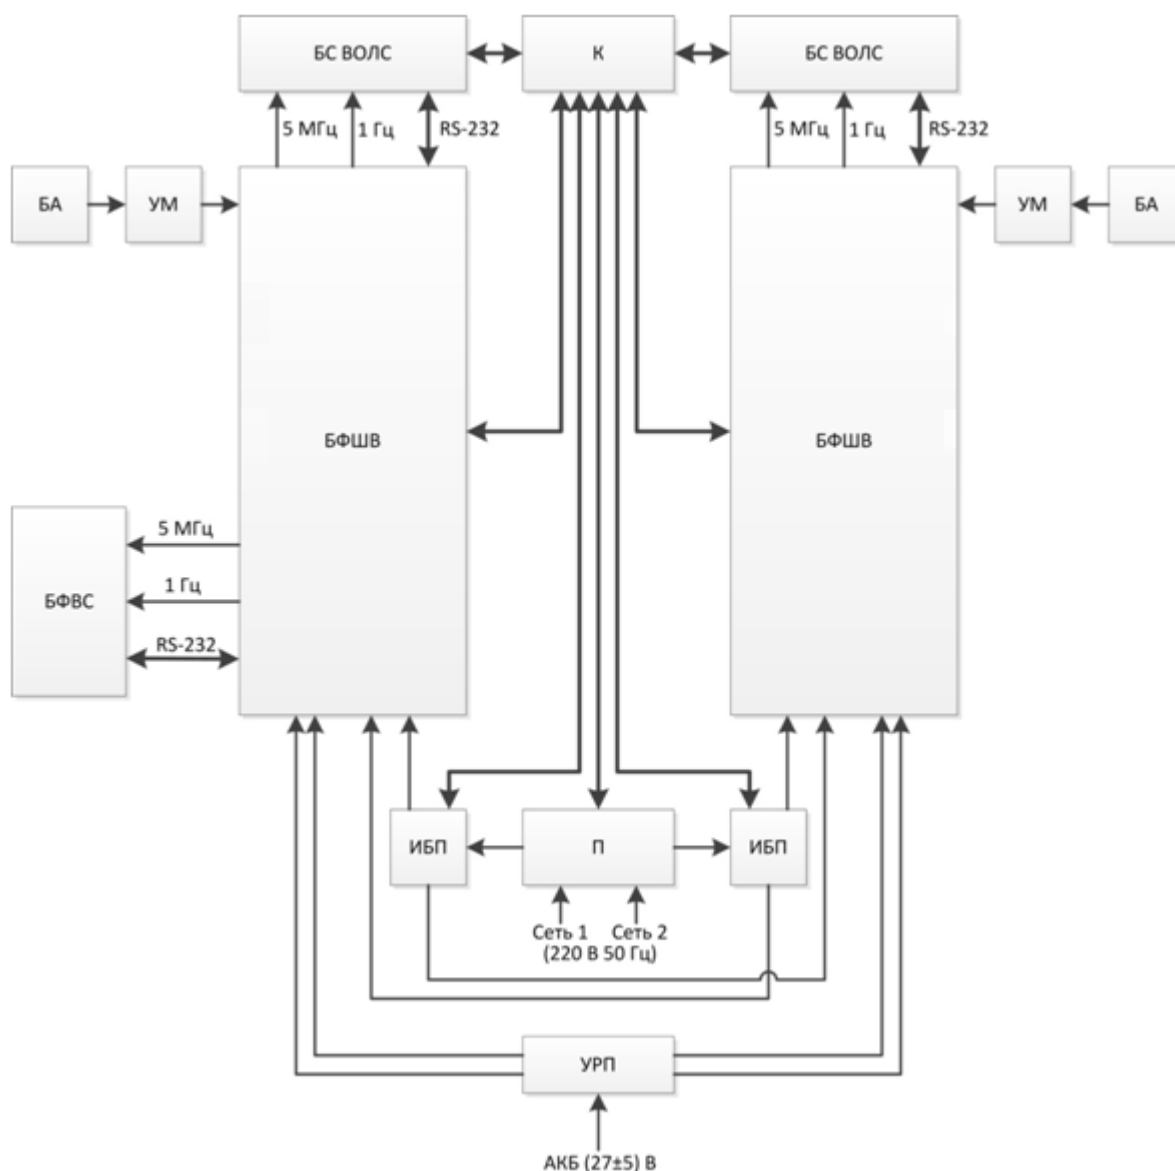 БС ВОЛС
К
БС ВОЛС
5 МГц
1 Гц
RS-232
5 МГц
1 Гц
RS-232
БА
УМ
УМ
БА
БФШВ
БФШВ
5 МГц
1 Гц
БФВС
RS-232
ИБП
П
ИБП
Сеть 1
Сеть 2
(220 В 50 Гц)
УРП
АКБ (27±5) В